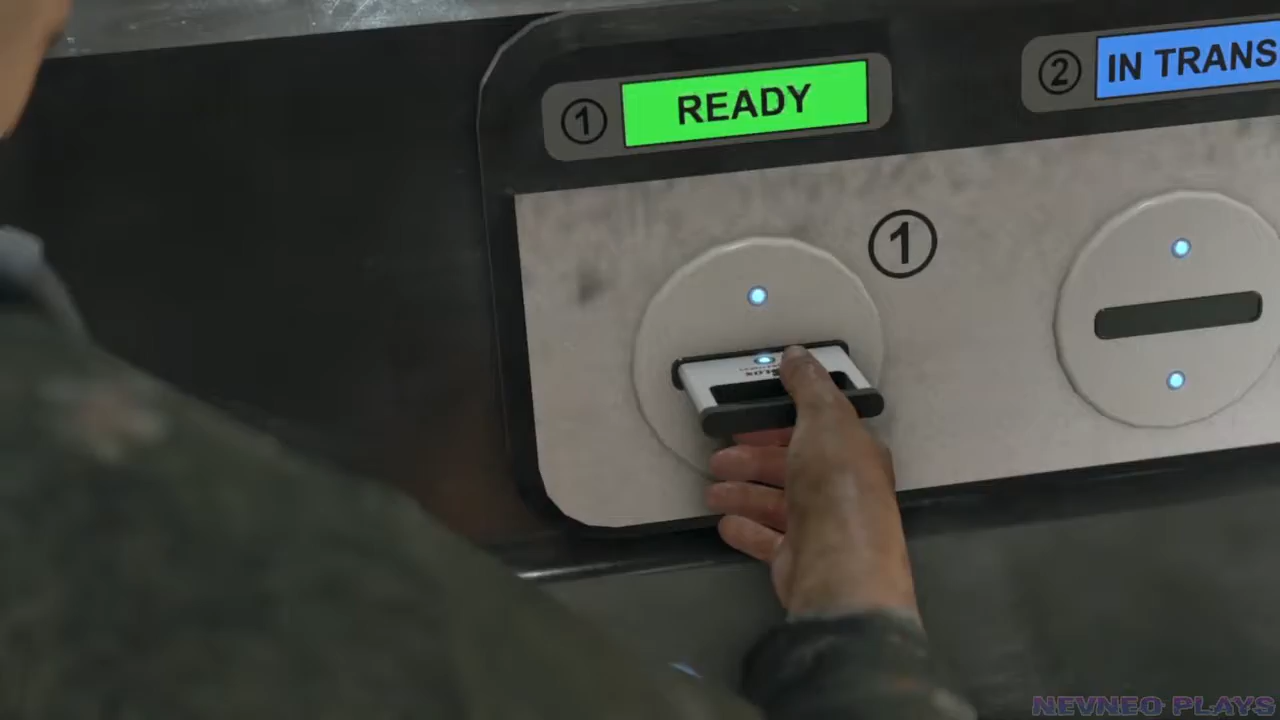 ① READY
② IN TRANS
①
NEVNEO PLAYS